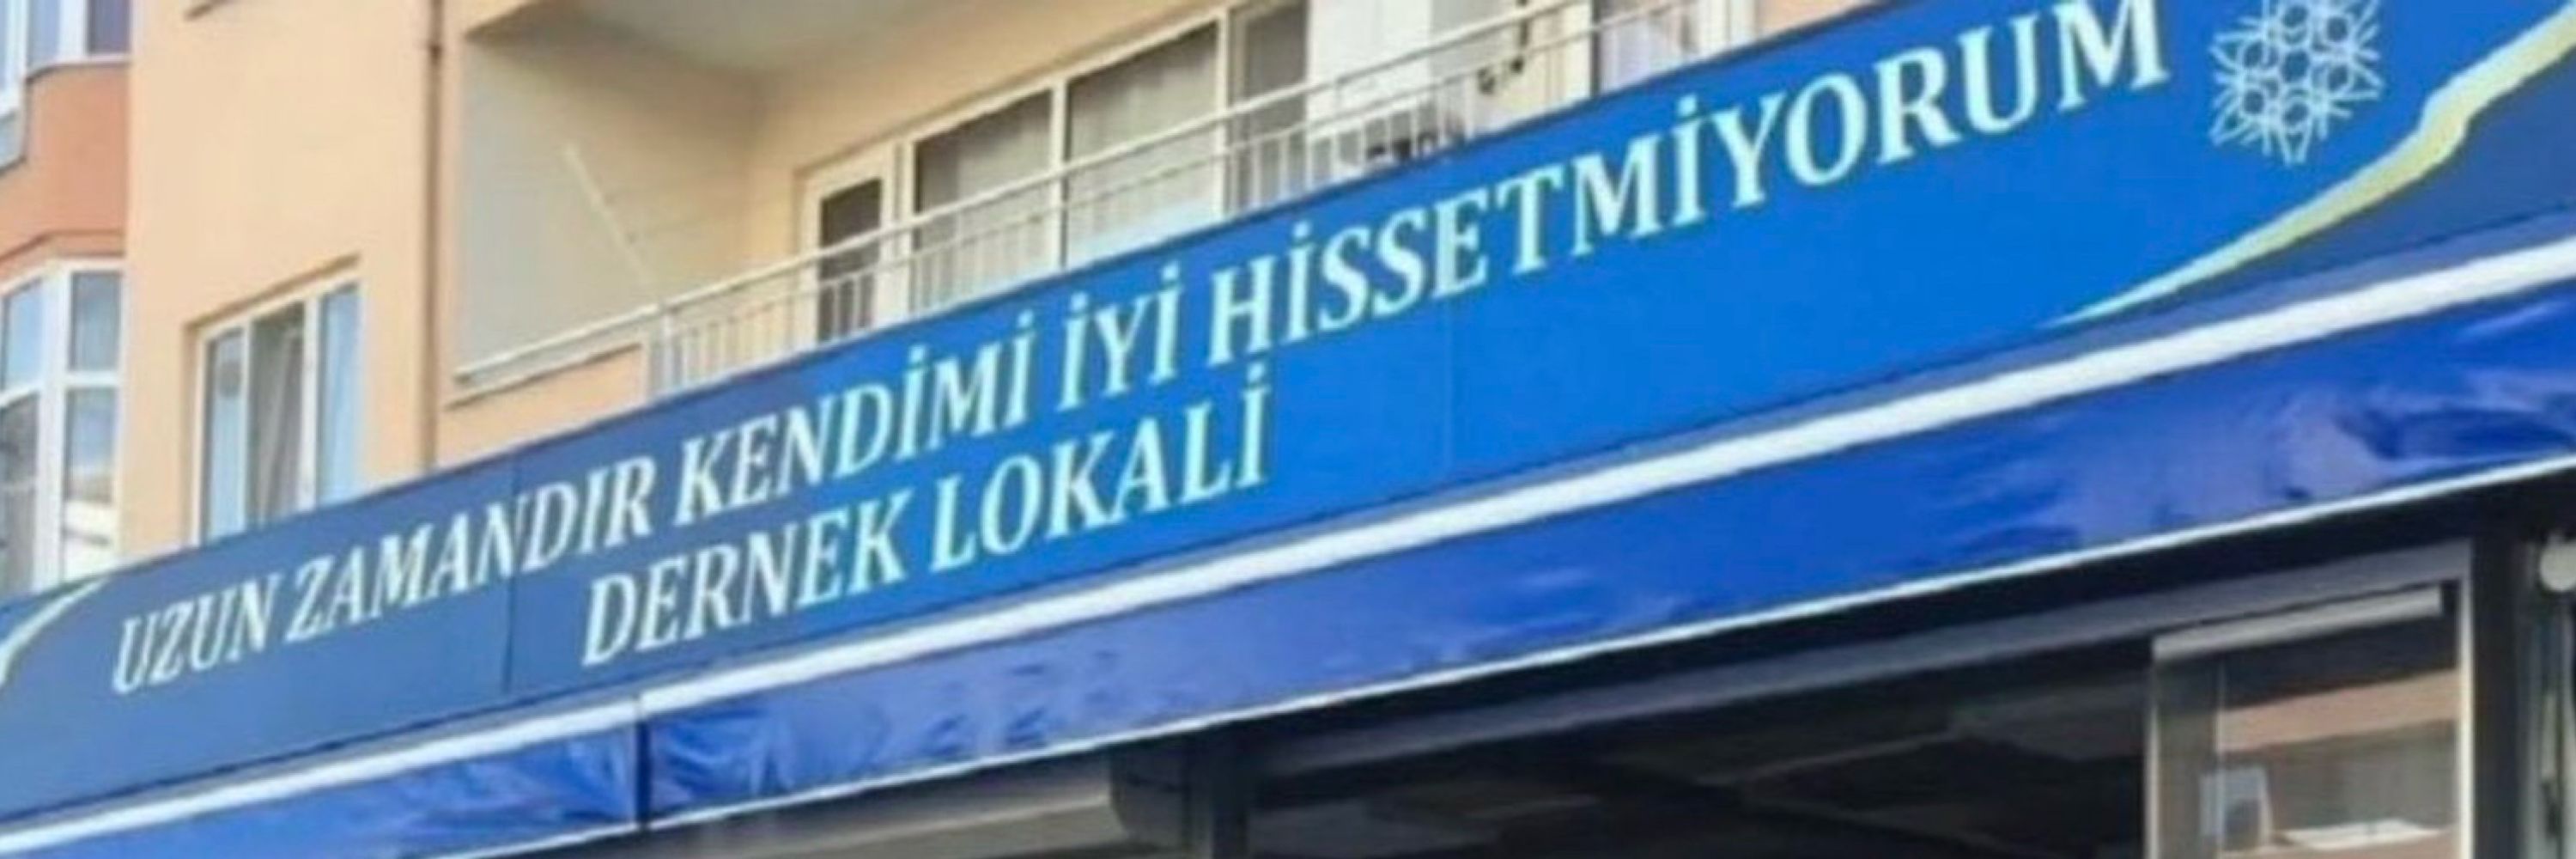 UZUN ZAMANDIR KENDİMİ İYİ HİSSETMİYORUM
DERNEK LOKALİ